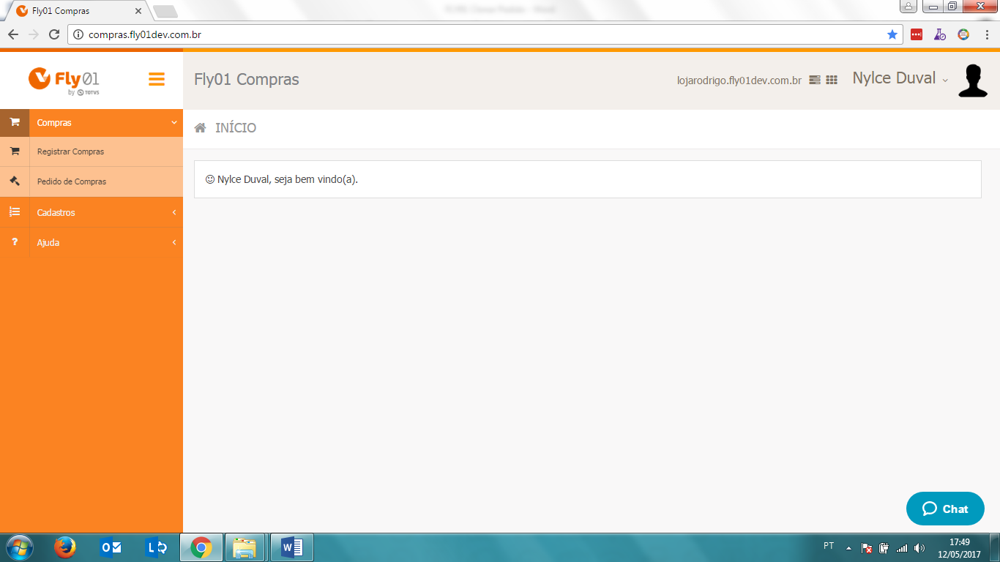 Fly01 Compras
compras.fly01dev.com.br
Fly01
by TOTVS
Fly01 Compras
lojarodrigo.fly01dev.com.br
Nylce Duval
Compras
Registrar Compras
Pedido de Compras
Cadastros
Ajuda
INÍCIO
Nylce Duval, seja bem vindo(a).
Chat
PT
17:49
12/05/2017